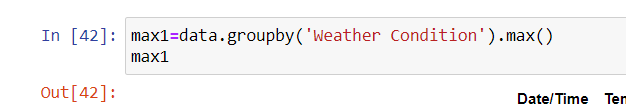 In [42]: max1=data.groupby('Weather Condition').max()
max1
Out[42]:
Date/Time